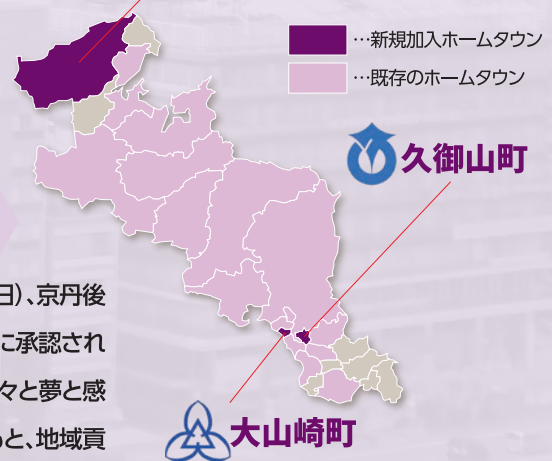 …新規加入ホームタウン
…既存のホームタウン
久御山町
日)、京丹後
に承認され
々と夢と感
と、地域貢
大山崎町